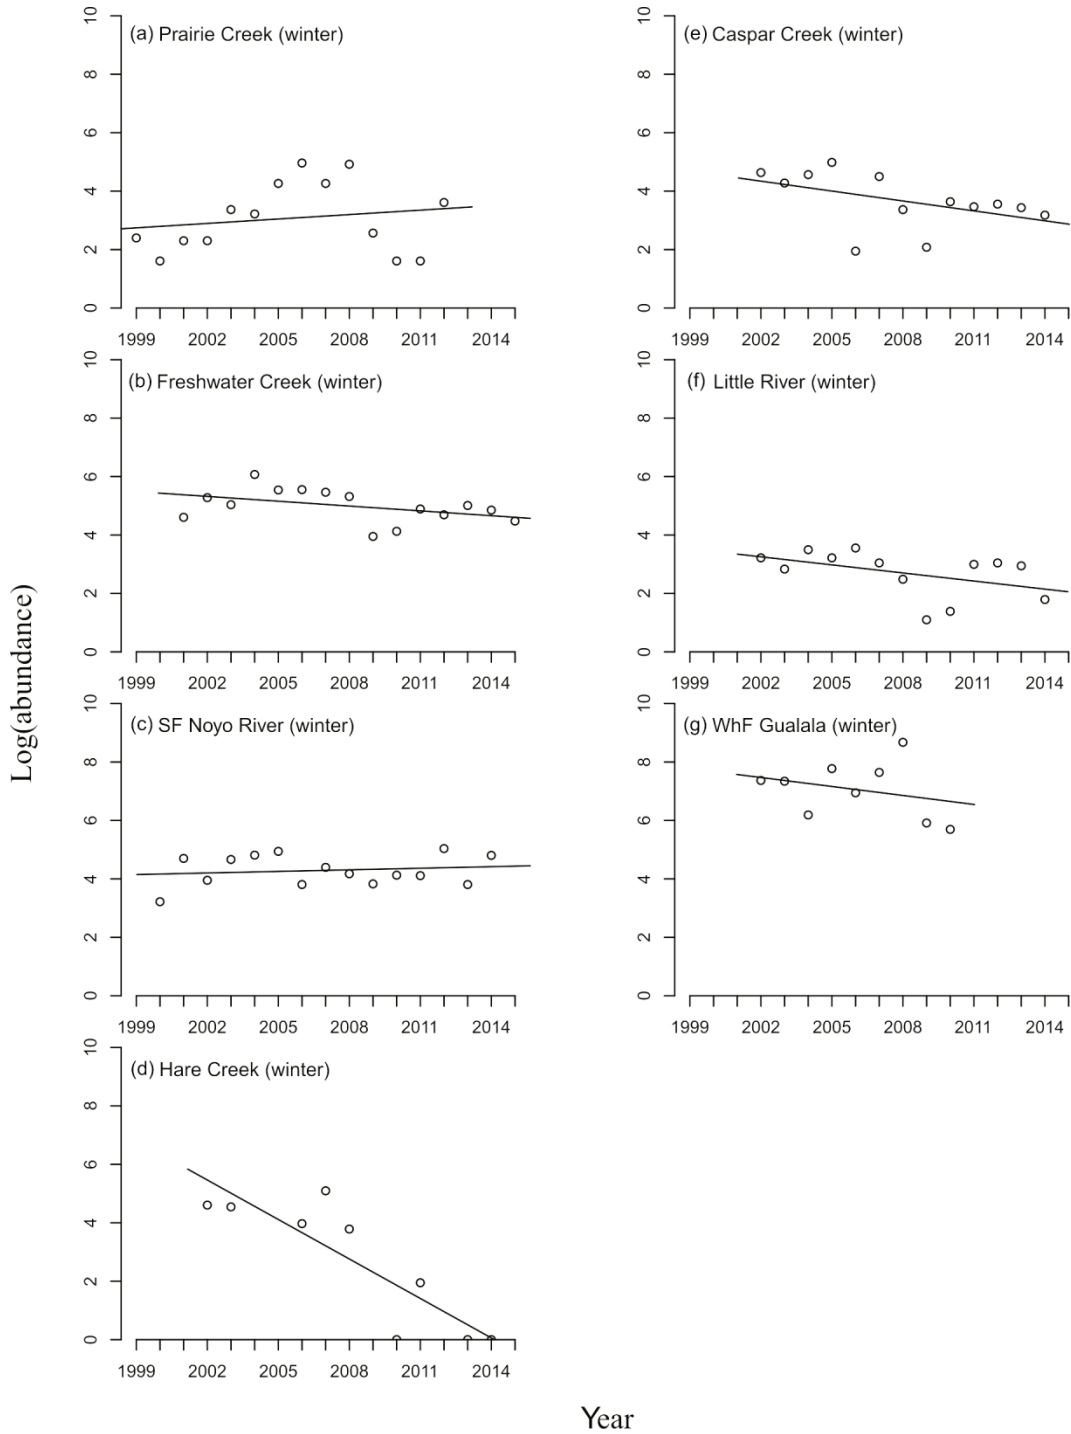 (a) Prairie Creek (winter)
0 2 4 6 8 10
1999 2002 2005 2008 2011 2014
(b) Freshwater Creek (winter)
0 2 4 6 8 10
1999 2002 2005 2008 2011 2014
(c) SF Noyo River (winter)
0 2 4 6 8 10
1999 2002 2005 2008 2011 2014
(d) Hare Creek (winter)
0 2 4 6 8 10
1999 2002 2005 2008 2011 2014
(e) Caspar Creek (winter)
0 2 4 6 8 10
1999 2002 2005 2008 2011 2014
(f) Little River (winter)
0 2 4 6 8 10
1999 2002 2005 2008 2011 2014
(g) WhF Gualala (winter)
0 2 4 6 8 10
1999 2002 2005 2008 2011 2014
Log(abundance)
Year